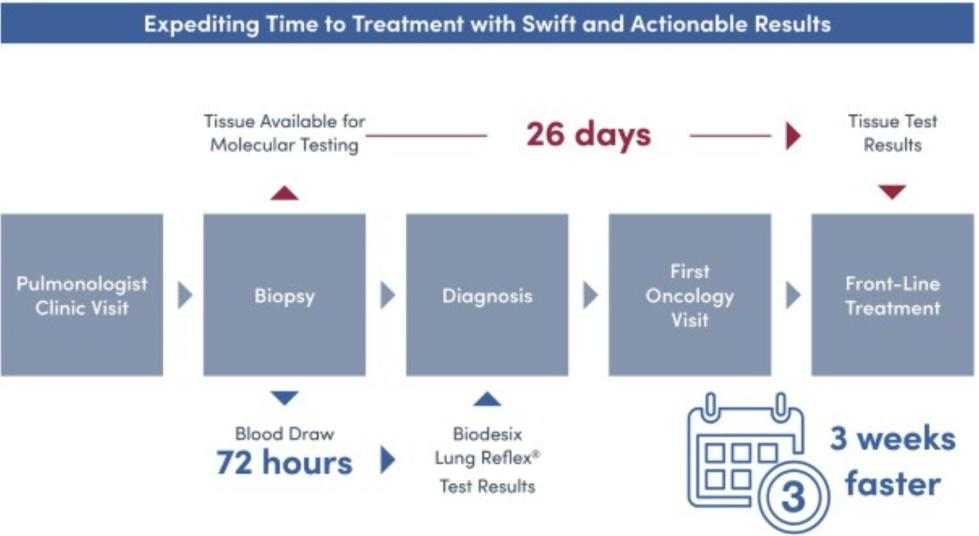 Expediting Time to Treatment with Swift and Actionable Results
Tissue Available for
Molecular Testing
26 days
Tissue Test
Results
Pulmonologist
Clinic Visit
Biopsy
Diagnosis
First
Oncology
Visit
Front-Line
Treatment
Blood Draw
72 hours
Biodesix
Lung Reflex®
Test Results
3
3 weeks
faster